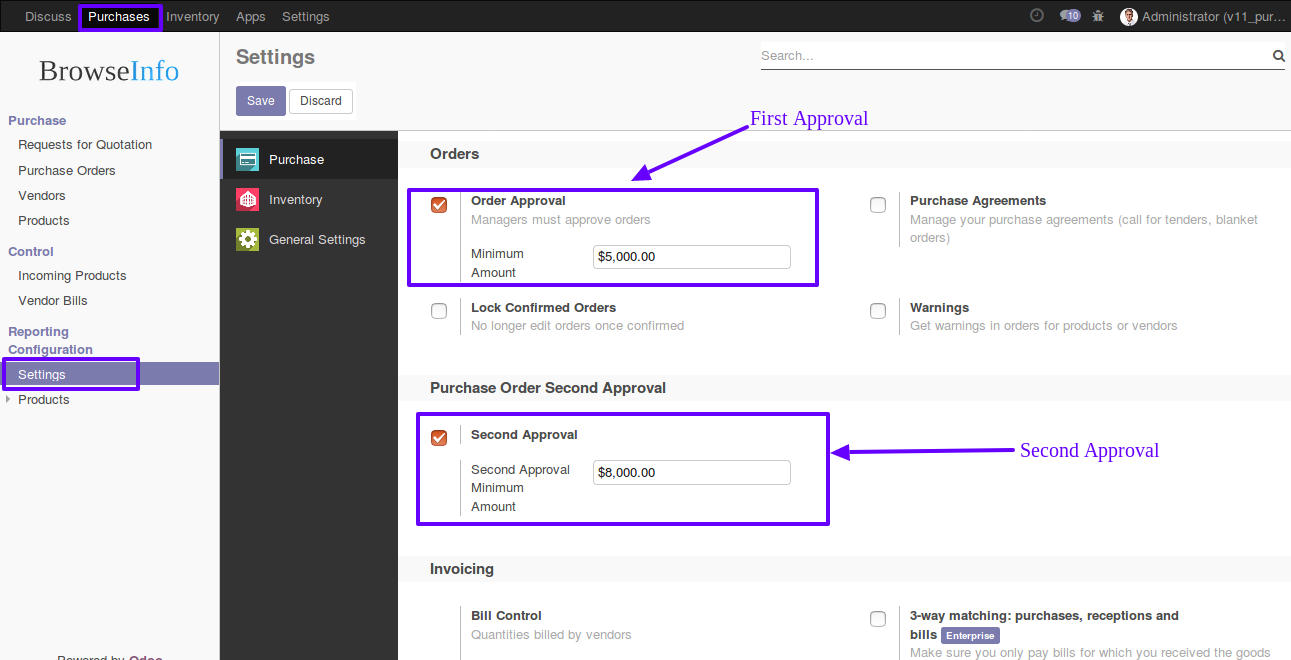 Discuss Purchases Inventory Apps Settings 10 Administrator (v11_pur...
BrowseInfo
Purchase
Requests for Quotation
Purchase Orders
Vendors
Products
Control
Incoming Products
Vendor Bills
Reporting
Configuration
Settings
Products
Powered by Odoo
Settings
Search...
Save Discard
Purchase
Inventory
General Settings
First Approval
Orders
Order Approval
Managers must approve orders
Minimum
Amount
$5,000.00
Purchase Agreements
Manage your purchase agreements (call for tenders, blanket
orders)
Lock Confirmed Orders
No longer edit orders once confirmed
Warnings
Get warnings in orders for products or vendors
Purchase Order Second Approval
Second Approval
Second Approval
Minimum
Amount
$8,000.00
Second Approval
Invoicing
Bill Control
Quantities billed by vendors
3-way matching: purchases, receptions and
bills Enterprise
Make sure you only pay bills for which you received the goods